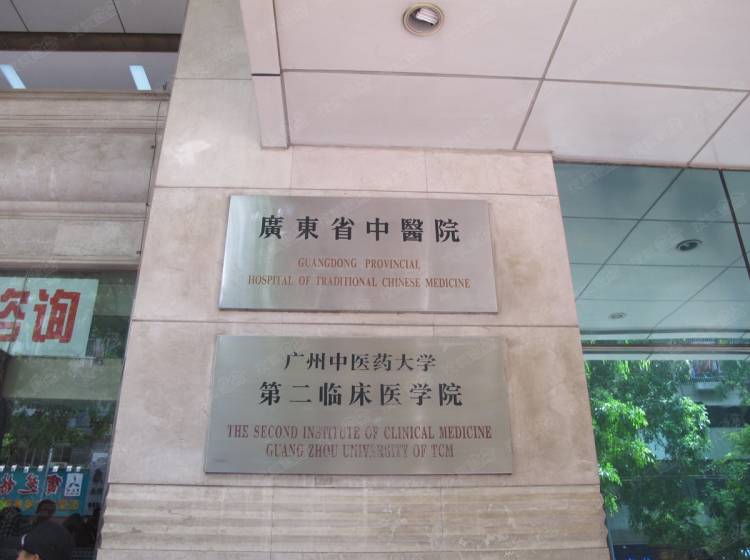 廣東省中醫院
GUANGDONG PROVINCIAL
HOSPITAL OF TRADITIONAL CHINESE MEDICINE
广州中医药大学
第二临床医学院
THE SECOND INSTITUTE OF CLINICAL MEDICINE
GUANG ZHOU UNIVERSITY OF TCM
咨询